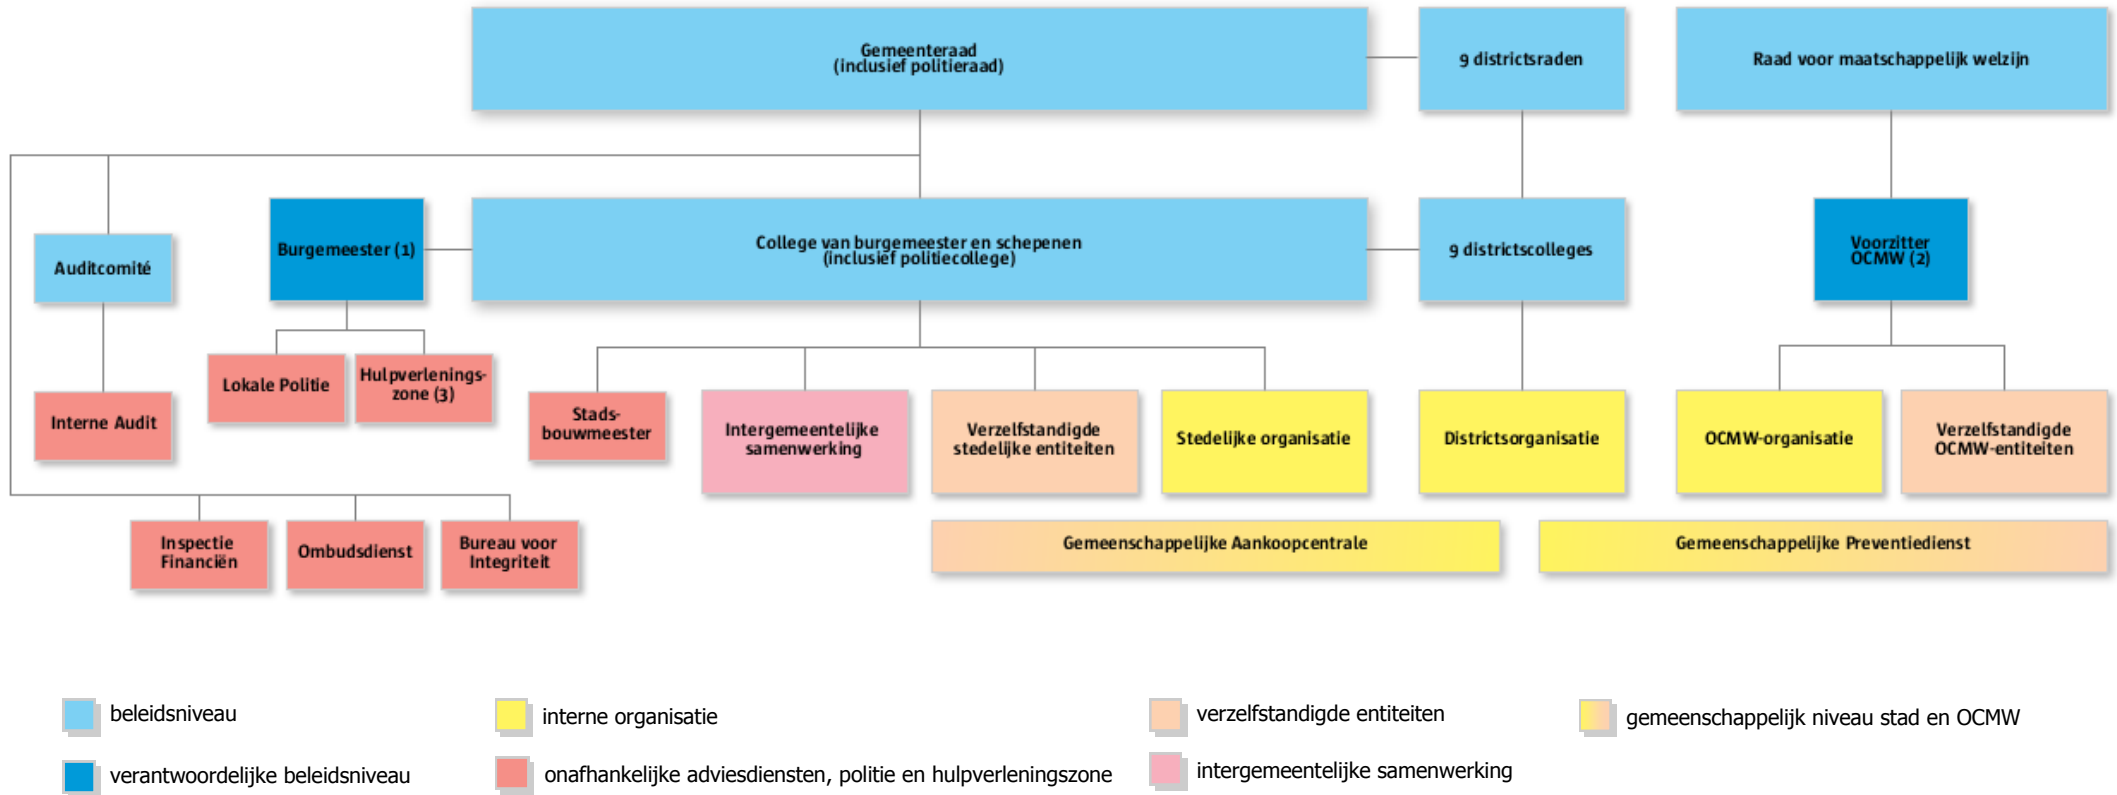 Gemeenteraad
(inclusief politieraad)
9 districtsraden
Raad voor maatschappelijk welzijn
Auditcomité
Burgemeester (1)
College van burgemeester en schepenen
(inclusief politiecollege)
9 districtscolleges
Voorzitter
OCMW (2)
Interne Audit
Lokale Politie
Hulpverlenings-
zone (3)
Stads-
bouwmeester
Intergemeentelijke
samenwerking
Verzelfstandigde
stedelijke entiteiten
Stedelijke organisatie
Districtsorganisatie
OCMW-organisatie
Verzelfstandigde
OCMW-entiteiten
Inspectie
Financiën
Ombudsdienst
Bureau voor
Integriteit
Gemeenschappelijke Aankoopcentrale
Gemeenschappelijke Preventiedienst
beleidsniveau
interne organisatie
verzelfstandigde entiteiten
gemeenschappelijk niveau stad en OCMW
verantwoordelijke beleidsniveau
onafhankelijke adviesdiensten, politie en hulpverleningszone
intergemeentelijke samenwerking